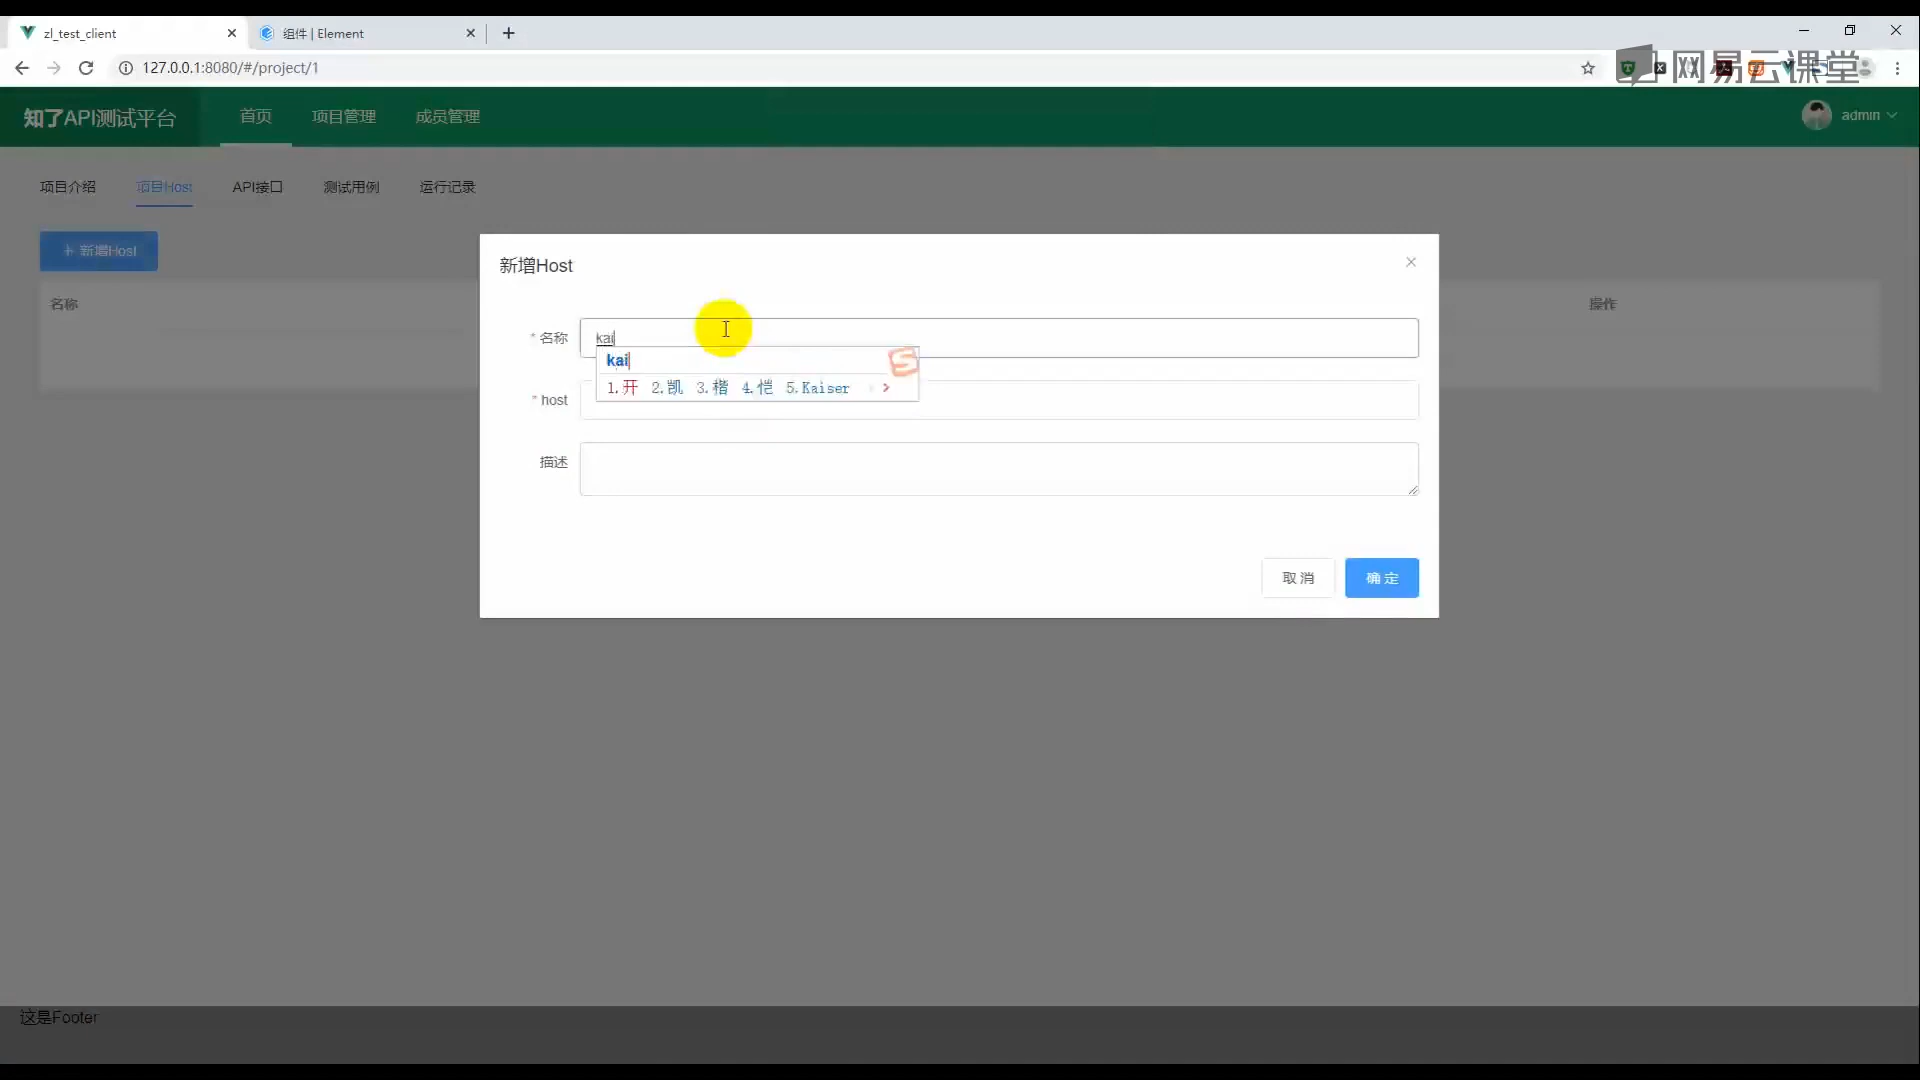 zl_test_client
组件 | Element
127.0.0.1:8080/#/project/1
网易云课堂
知了API测试平台
首页
项目管理
成员管理
admin
项目介绍
项目Host
API接口
测试用例
运行记录
+ 新增Host
名称
操作
新增Host
* 名称
kai
kai
1.开 2.凯 3.楷 4.恺 5.Kaiser
* host
描述
取 消
确 定
这是Footer